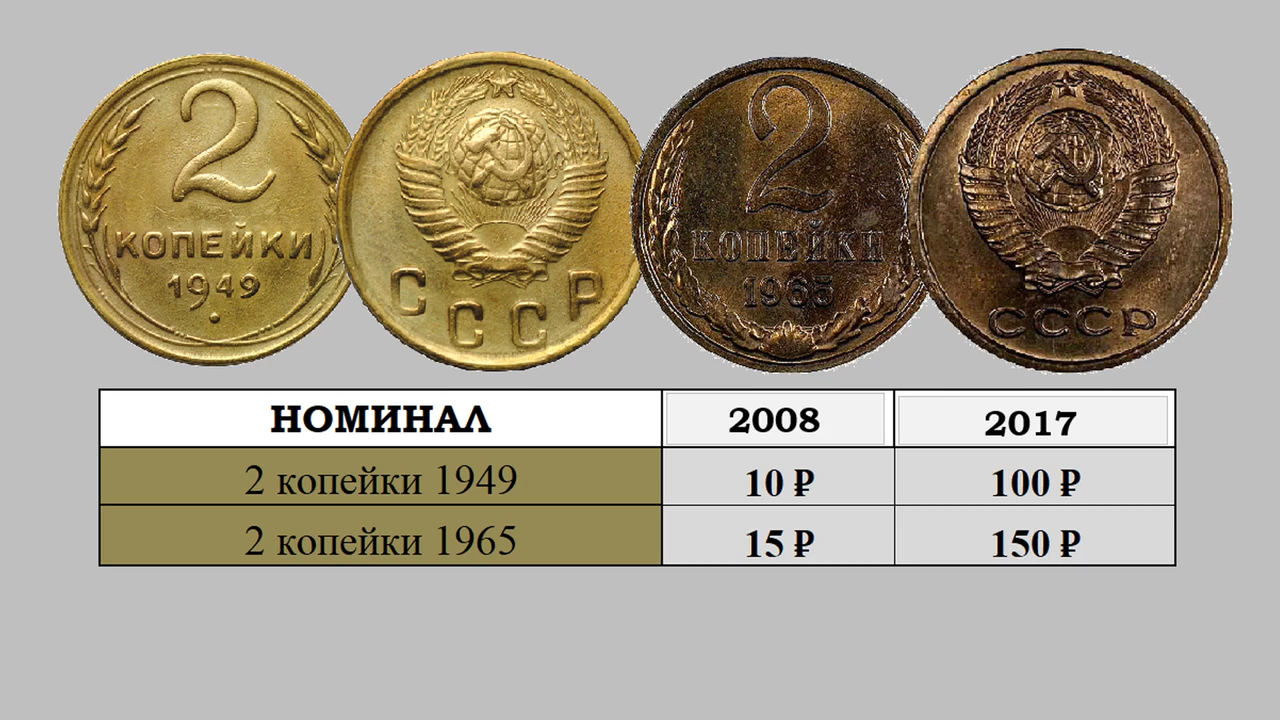 2
КОПЕЙКИ
1949
СССР
2
КОПЕЙКИ
1965
СССР
НОМИНАЛ 2008 2017
2 копейки 1949 10 ₽ 100 ₽
2 копейки 1965 15 ₽ 150 ₽